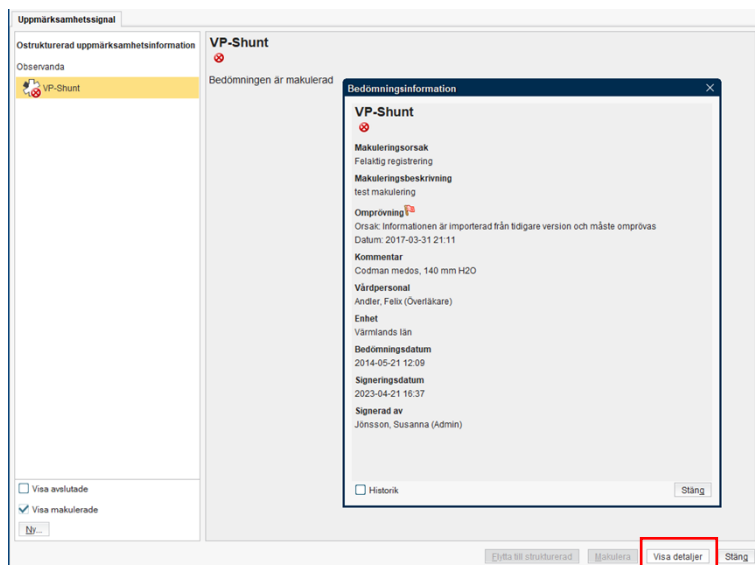 Uppmärksamhetssignal
Ostrukturerad uppmärksamhetsinformation
Observanda
VP-Shunt
Visa avslutade
Visa makulerade
Ny...
VP-Shunt
Bedömningen är makulerad
Bedömningsinformation
VP-Shunt
Makuleringsorsak
Felaktig registrering
Makuleringsbeskrivning
test makulering
Omprövning
Orsak: Informationen är importerad från tidigare version och måste omprövas
Datum: 2017-03-31 21:11
Kommentar
Codman medos, 140 mm H2O
Vårdpersonal
Andler, Felix (Överläkare)
Enhet
Värmlands län
Bedömningsdatum
2014-05-21 12:09
Signeringsdatum
2023-04-21 16:37
Signerad av
Jönsson, Susanna (Admin)
Historik
Stäng
Flytta till strukturerad
Makulera
Visa detaljer
Stäng